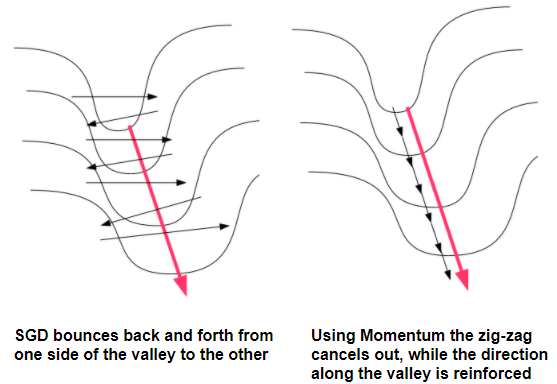 SGD bounces back and forth from
one side of the valley to the other
Using Momentum the zig-zag
cancels out, while the direction
along the valley is reinforced